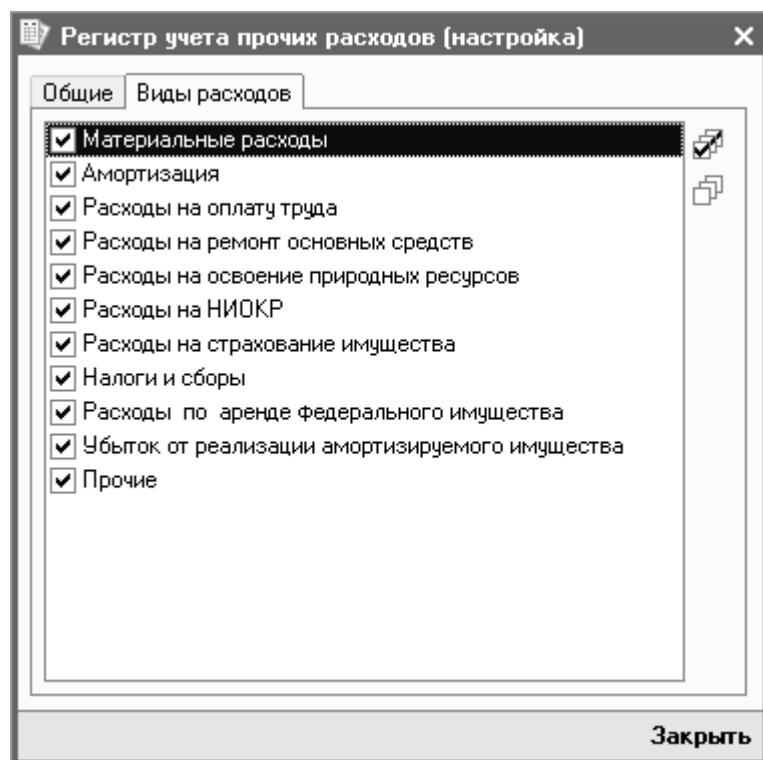 Регистр учета прочих расходов (настройка)
Общие Виды расходов
Материальные расходы
Амортизация
Расходы на оплату труда
Расходы на ремонт основных средств
Расходы на освоение природных ресурсов
Расходы на НИОКР
Расходы на страхование имущества
Налоги и сборы
Расходы по аренде федерального имущества
Убыток от реализации амортизируемого имущества
Прочие
Закрыть